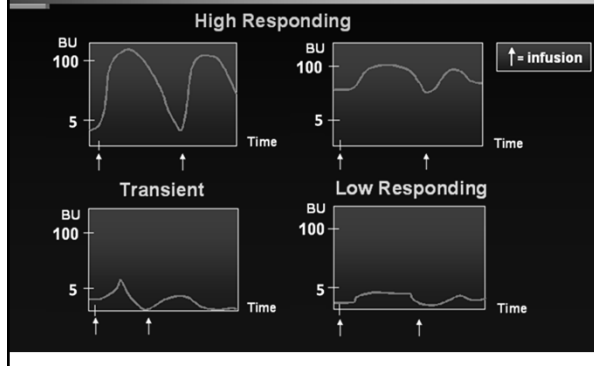 High Responding
BU
100
5
Time
BU
100
5
Time
= infusion
Transient
BU
100
5
Time
Low Responding
BU
100
5
Time